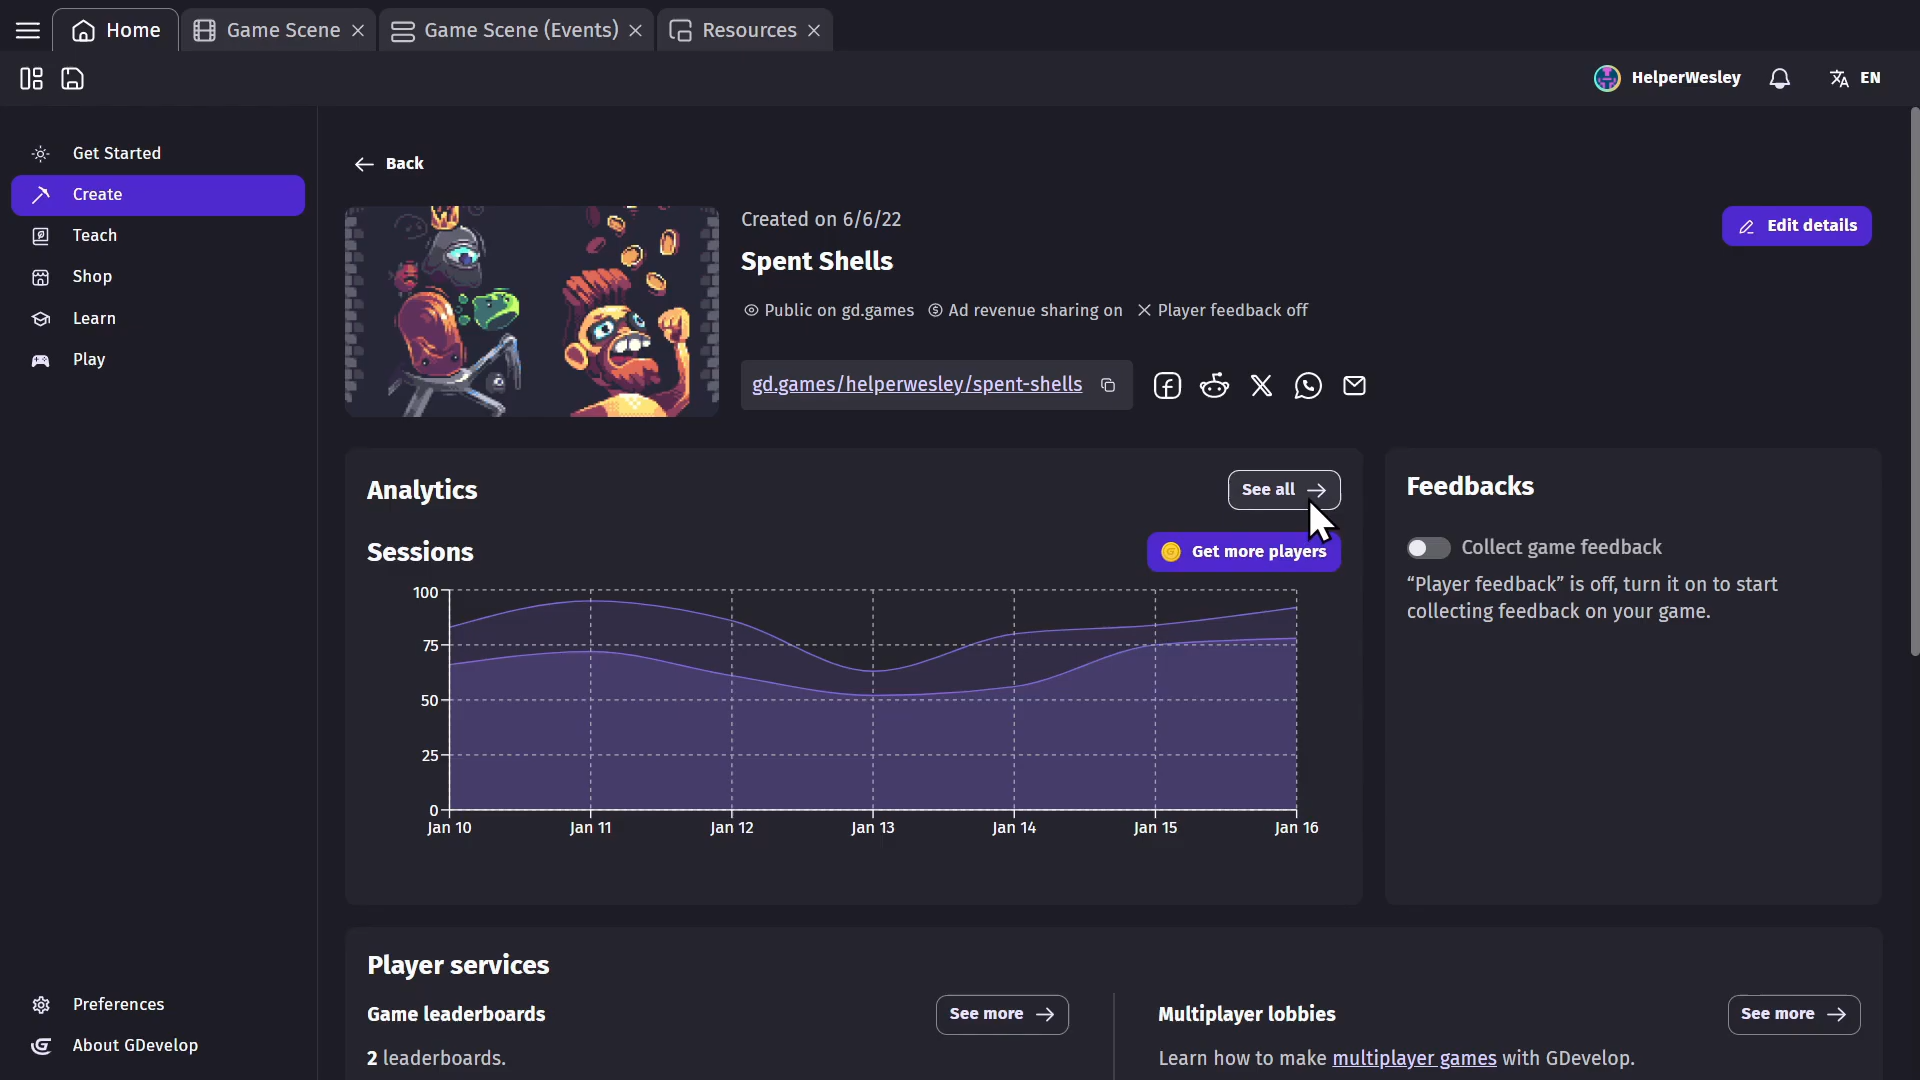 Home
Game Scene
Game Scene (Events)
Resources
HelperWesley
EN
Get Started
Create
Teach
Shop
Learn
Play
Preferences
About GDevelop
Back
Created on 6/6/22
Spent Shells
Public on gd.games
Ad revenue sharing on
Player feedback off
gd.games/helperwesley/spent-shells
Edit details
Analytics
See all
Sessions
Get more players
100
75
50
25
0
Jan 10
Jan 11
Jan 12
Jan 13
Jan 14
Jan 15
Jan 16
Feedbacks
Collect game feedback
“Player feedback” is off, turn it on to start
collecting feedback on your game.
Player services
Game leaderboards
See more
2 leaderboards.
Multiplayer lobbies
See more
Learn how to make multiplayer games with GDevelop.